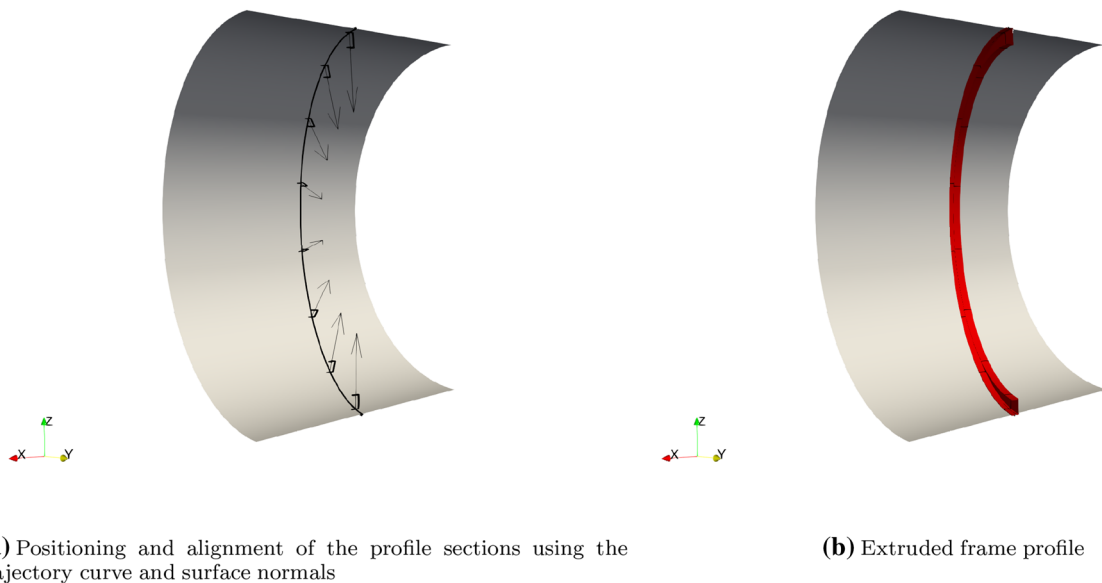 Z
X
Y
Z
X
Y
) Positioning and alignment of the profile sections using the
ajectory curve and surface normals
(b) Extruded frame profile